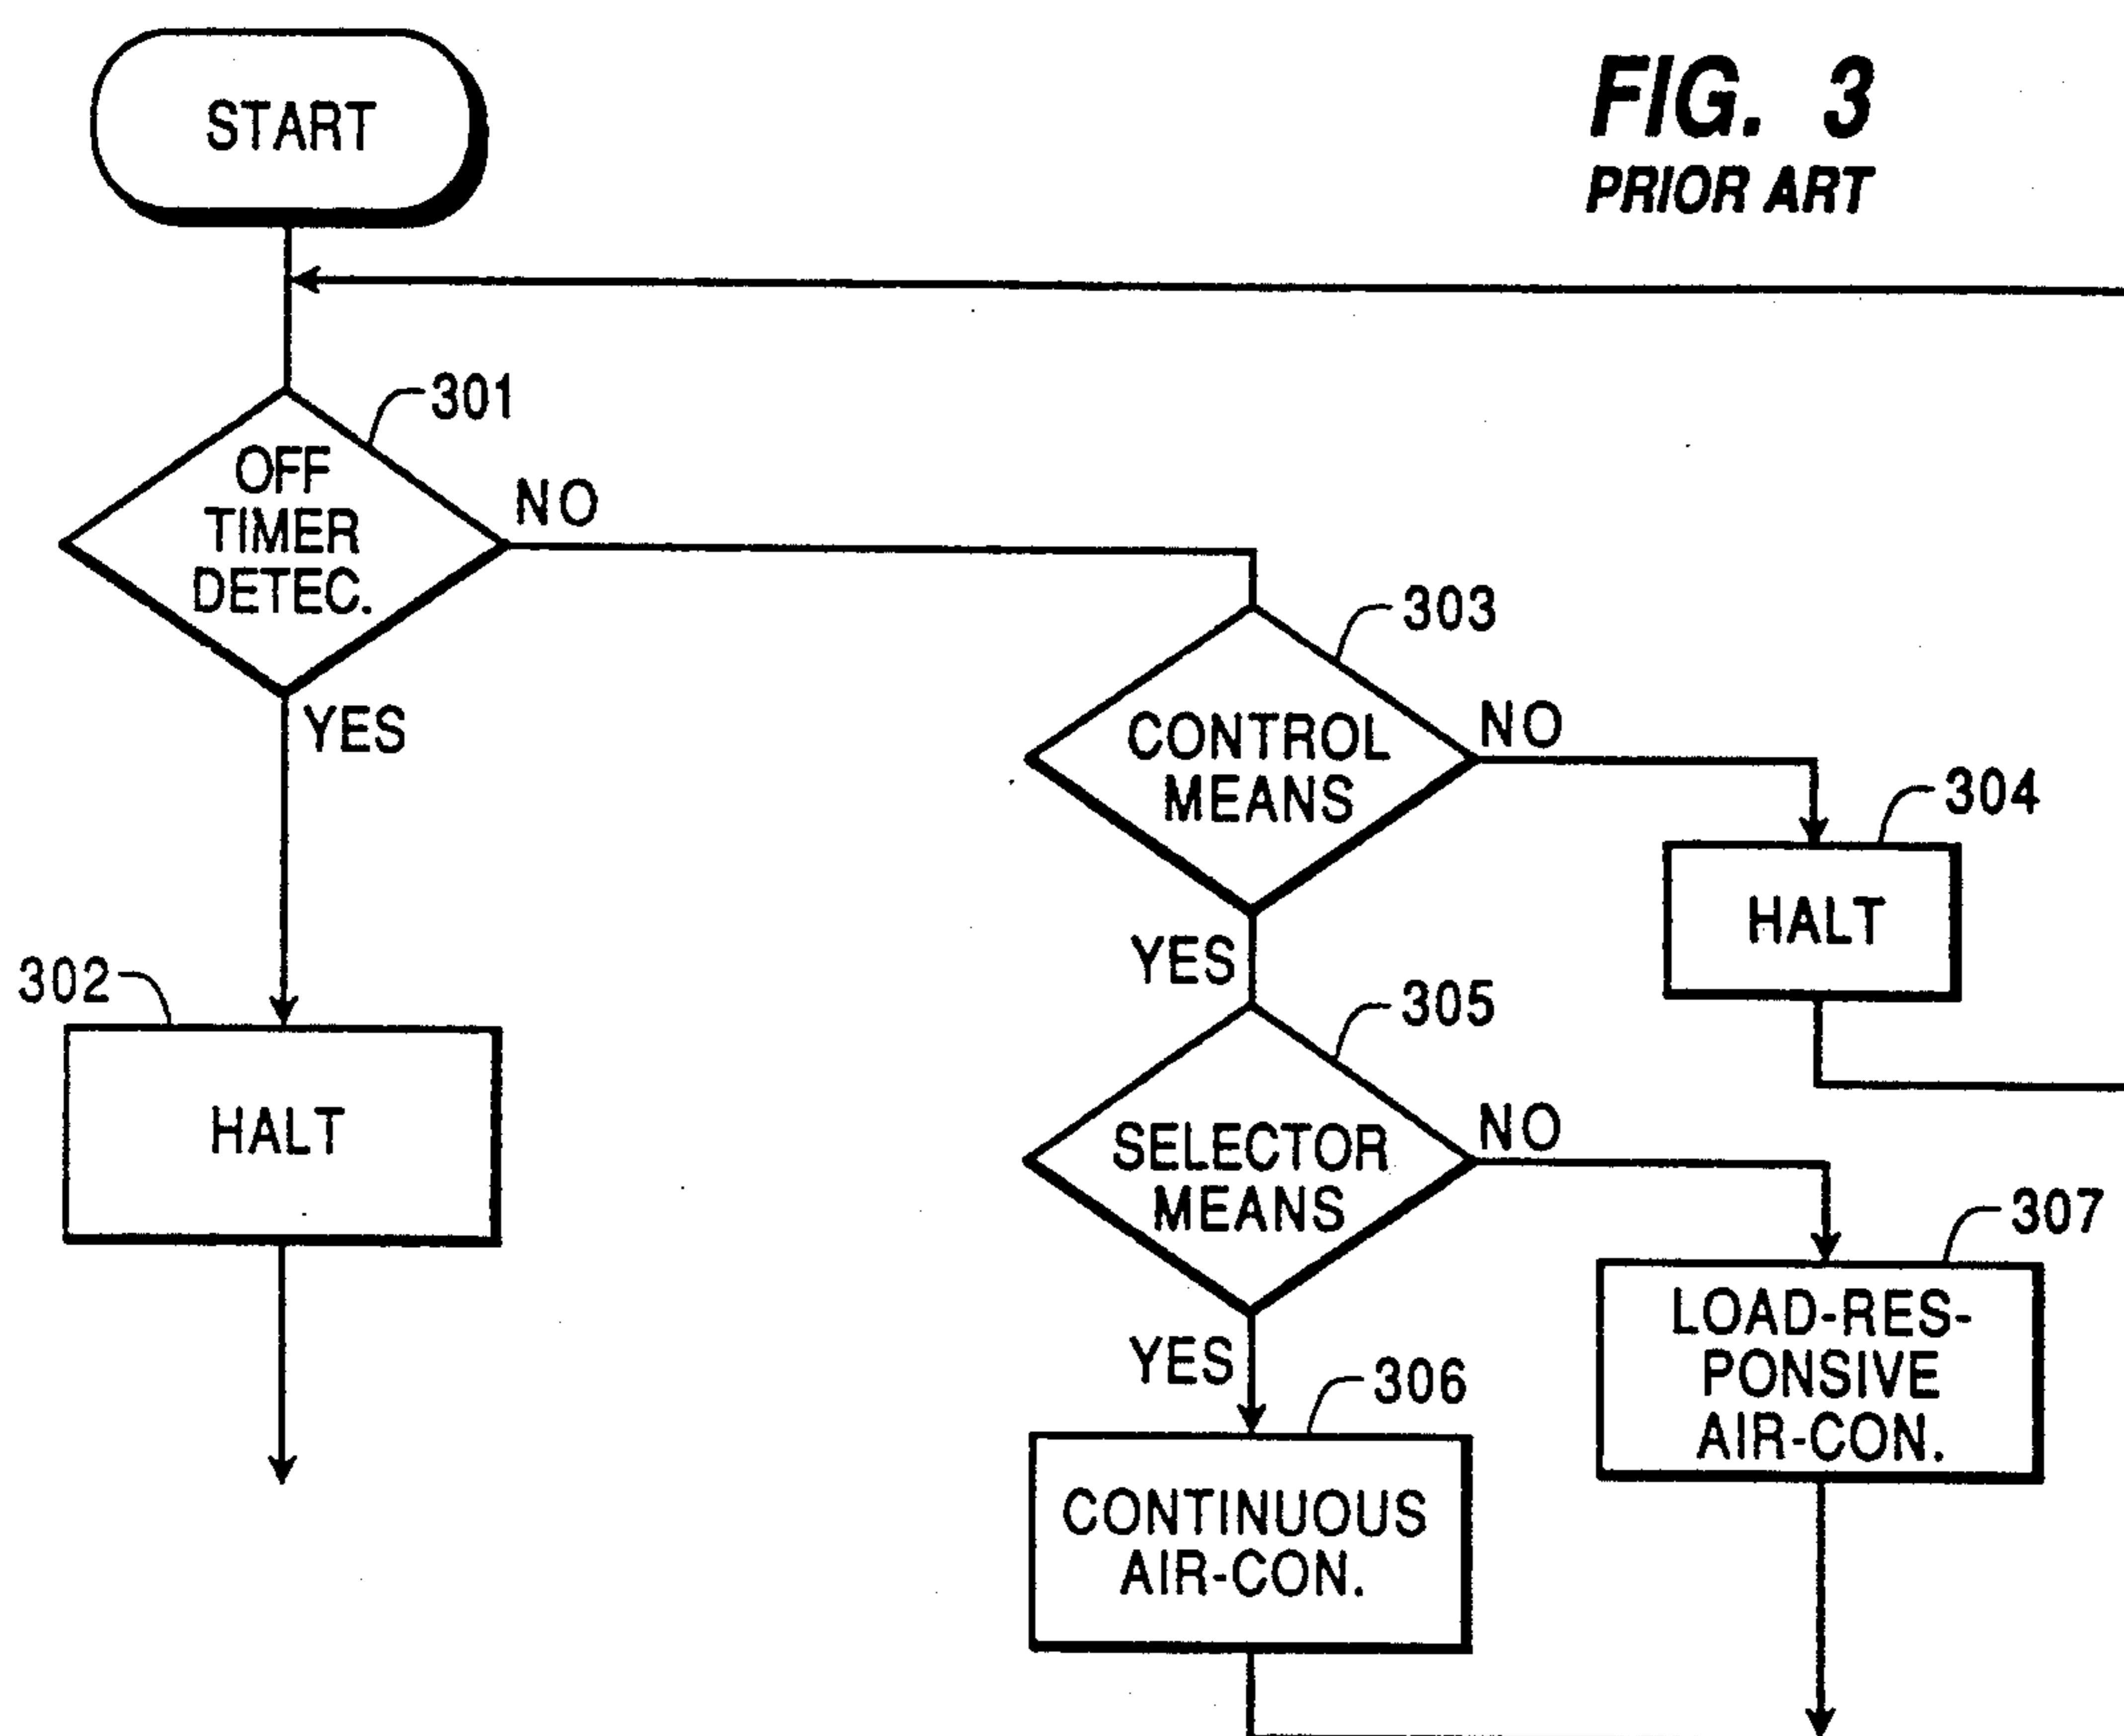 START
FIG. 3
PRIOR ART
301
OFF
TIMER
DETEC.
NO
YES
303
CONTROL
MEANS
NO
YES
304
HALT
302
HALT
305
SELECTOR
MEANS
NO
YES
307
LOAD-RES-
PONSIVE
AIR-CON.
306
CONTINUOUS
AIR-CON.